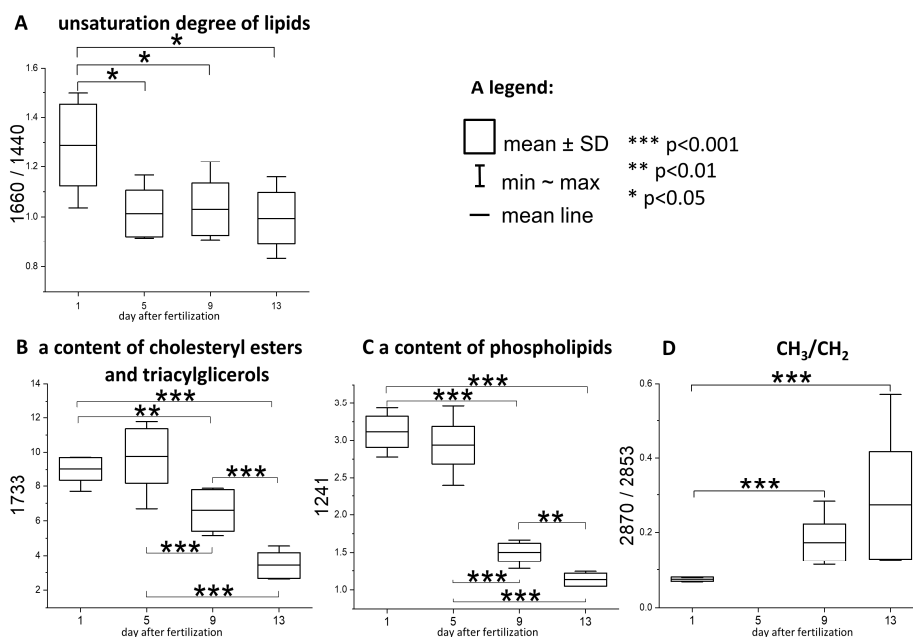 A unsaturation degree of lipids
*
*
*
1.6
1.4
1.2
1.0
0.8
1660 / 1440
1 5 9 13
day after fertilization
A legend:
mean ± SD
min ~ max
mean line
*** p<0.001
** p<0.01
* p<0.05
B a content of cholesteryl esters
and triacylglicerols
***
**
***
***
***
14
12
10
8
6
4
2
1733
1 5 9 13
day after fertilization
C a content of phospholipids
***
***
**
***
***
3.5
3.0
2.5
2.0
1.5
1.0
1241
1 5 9 13
day after fertilization
D CH₃/CH₂
***
***
0.6
0.4
0.2
0.0
2870 / 2853
1 5 9 13
day after fertilization